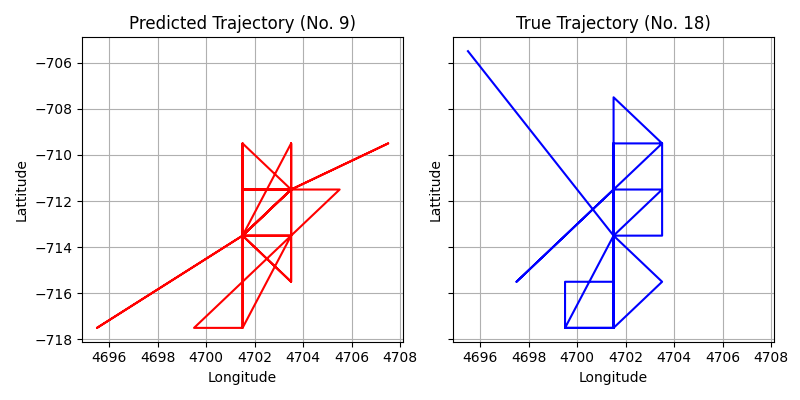 Predicted Trajectory (No. 9)
True Trajectory (No. 18)
Lattitude
−706
−708
−710
−712
−714
−716
−718
4696 4698 4700 4702 4704 4706 4708
Longitude
Lattitude
4696 4698 4700 4702 4704 4706 4708
Longitude